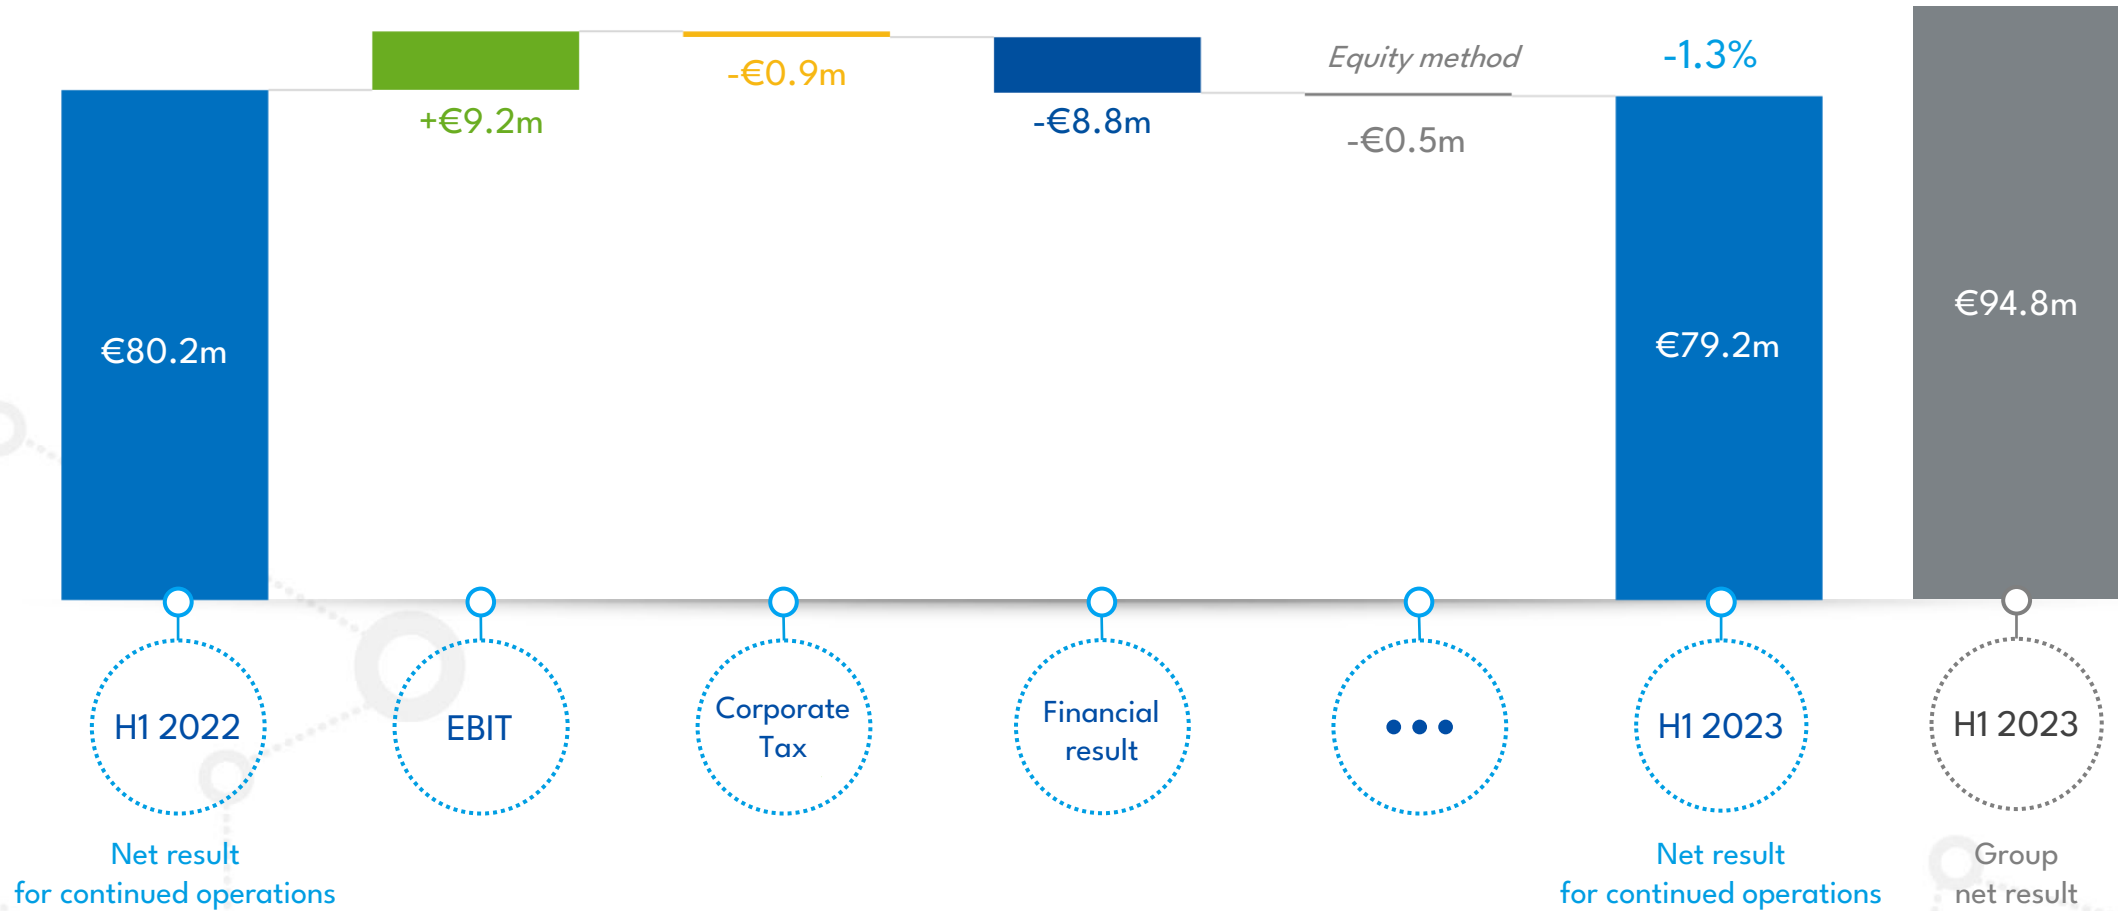 Equity method
-1.3%
-€0.9m
+€9.2m
-€8.8m
-€0.5m
€94.8m
€80.2m
€79.2m
H1 2022
EBIT
Corporate
Tax
Financial
result
•••
H1 2023
H1 2023
Net result
for continued operations
Net result
for continued operations
Group
net result